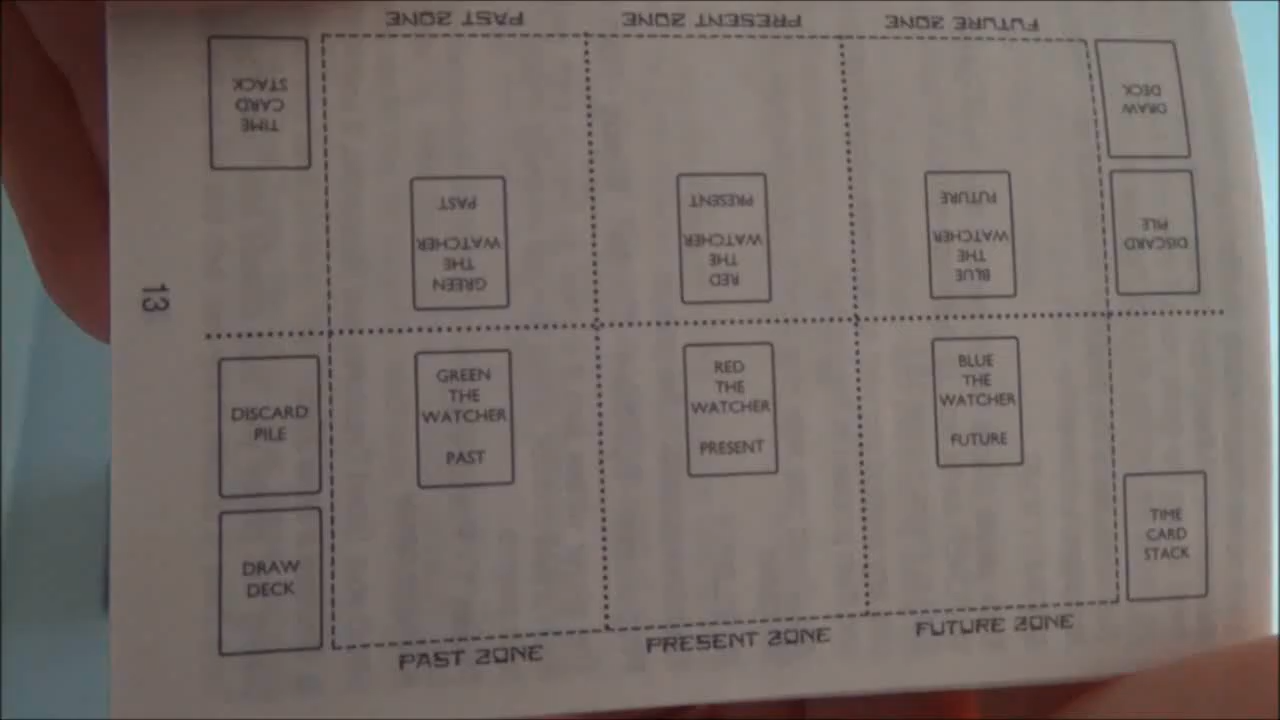 PAST ZONE
PRESENT ZONE
FUTURE ZONE
TIME
CARD
STACK
DRAW
DECK
GREEN
THE
WATCHER
PAST
RED
THE
WATCHER
PRESENT
BLUE
THE
WATCHER
FUTURE
DISCARD
PILE
13
DISCARD
PILE
GREEN
THE
WATCHER
PAST
RED
THE
WATCHER
PRESENT
BLUE
THE
WATCHER
FUTURE
DRAW
DECK
TIME
CARD
STACK
PAST ZONE
PRESENT ZONE
FUTURE ZONE